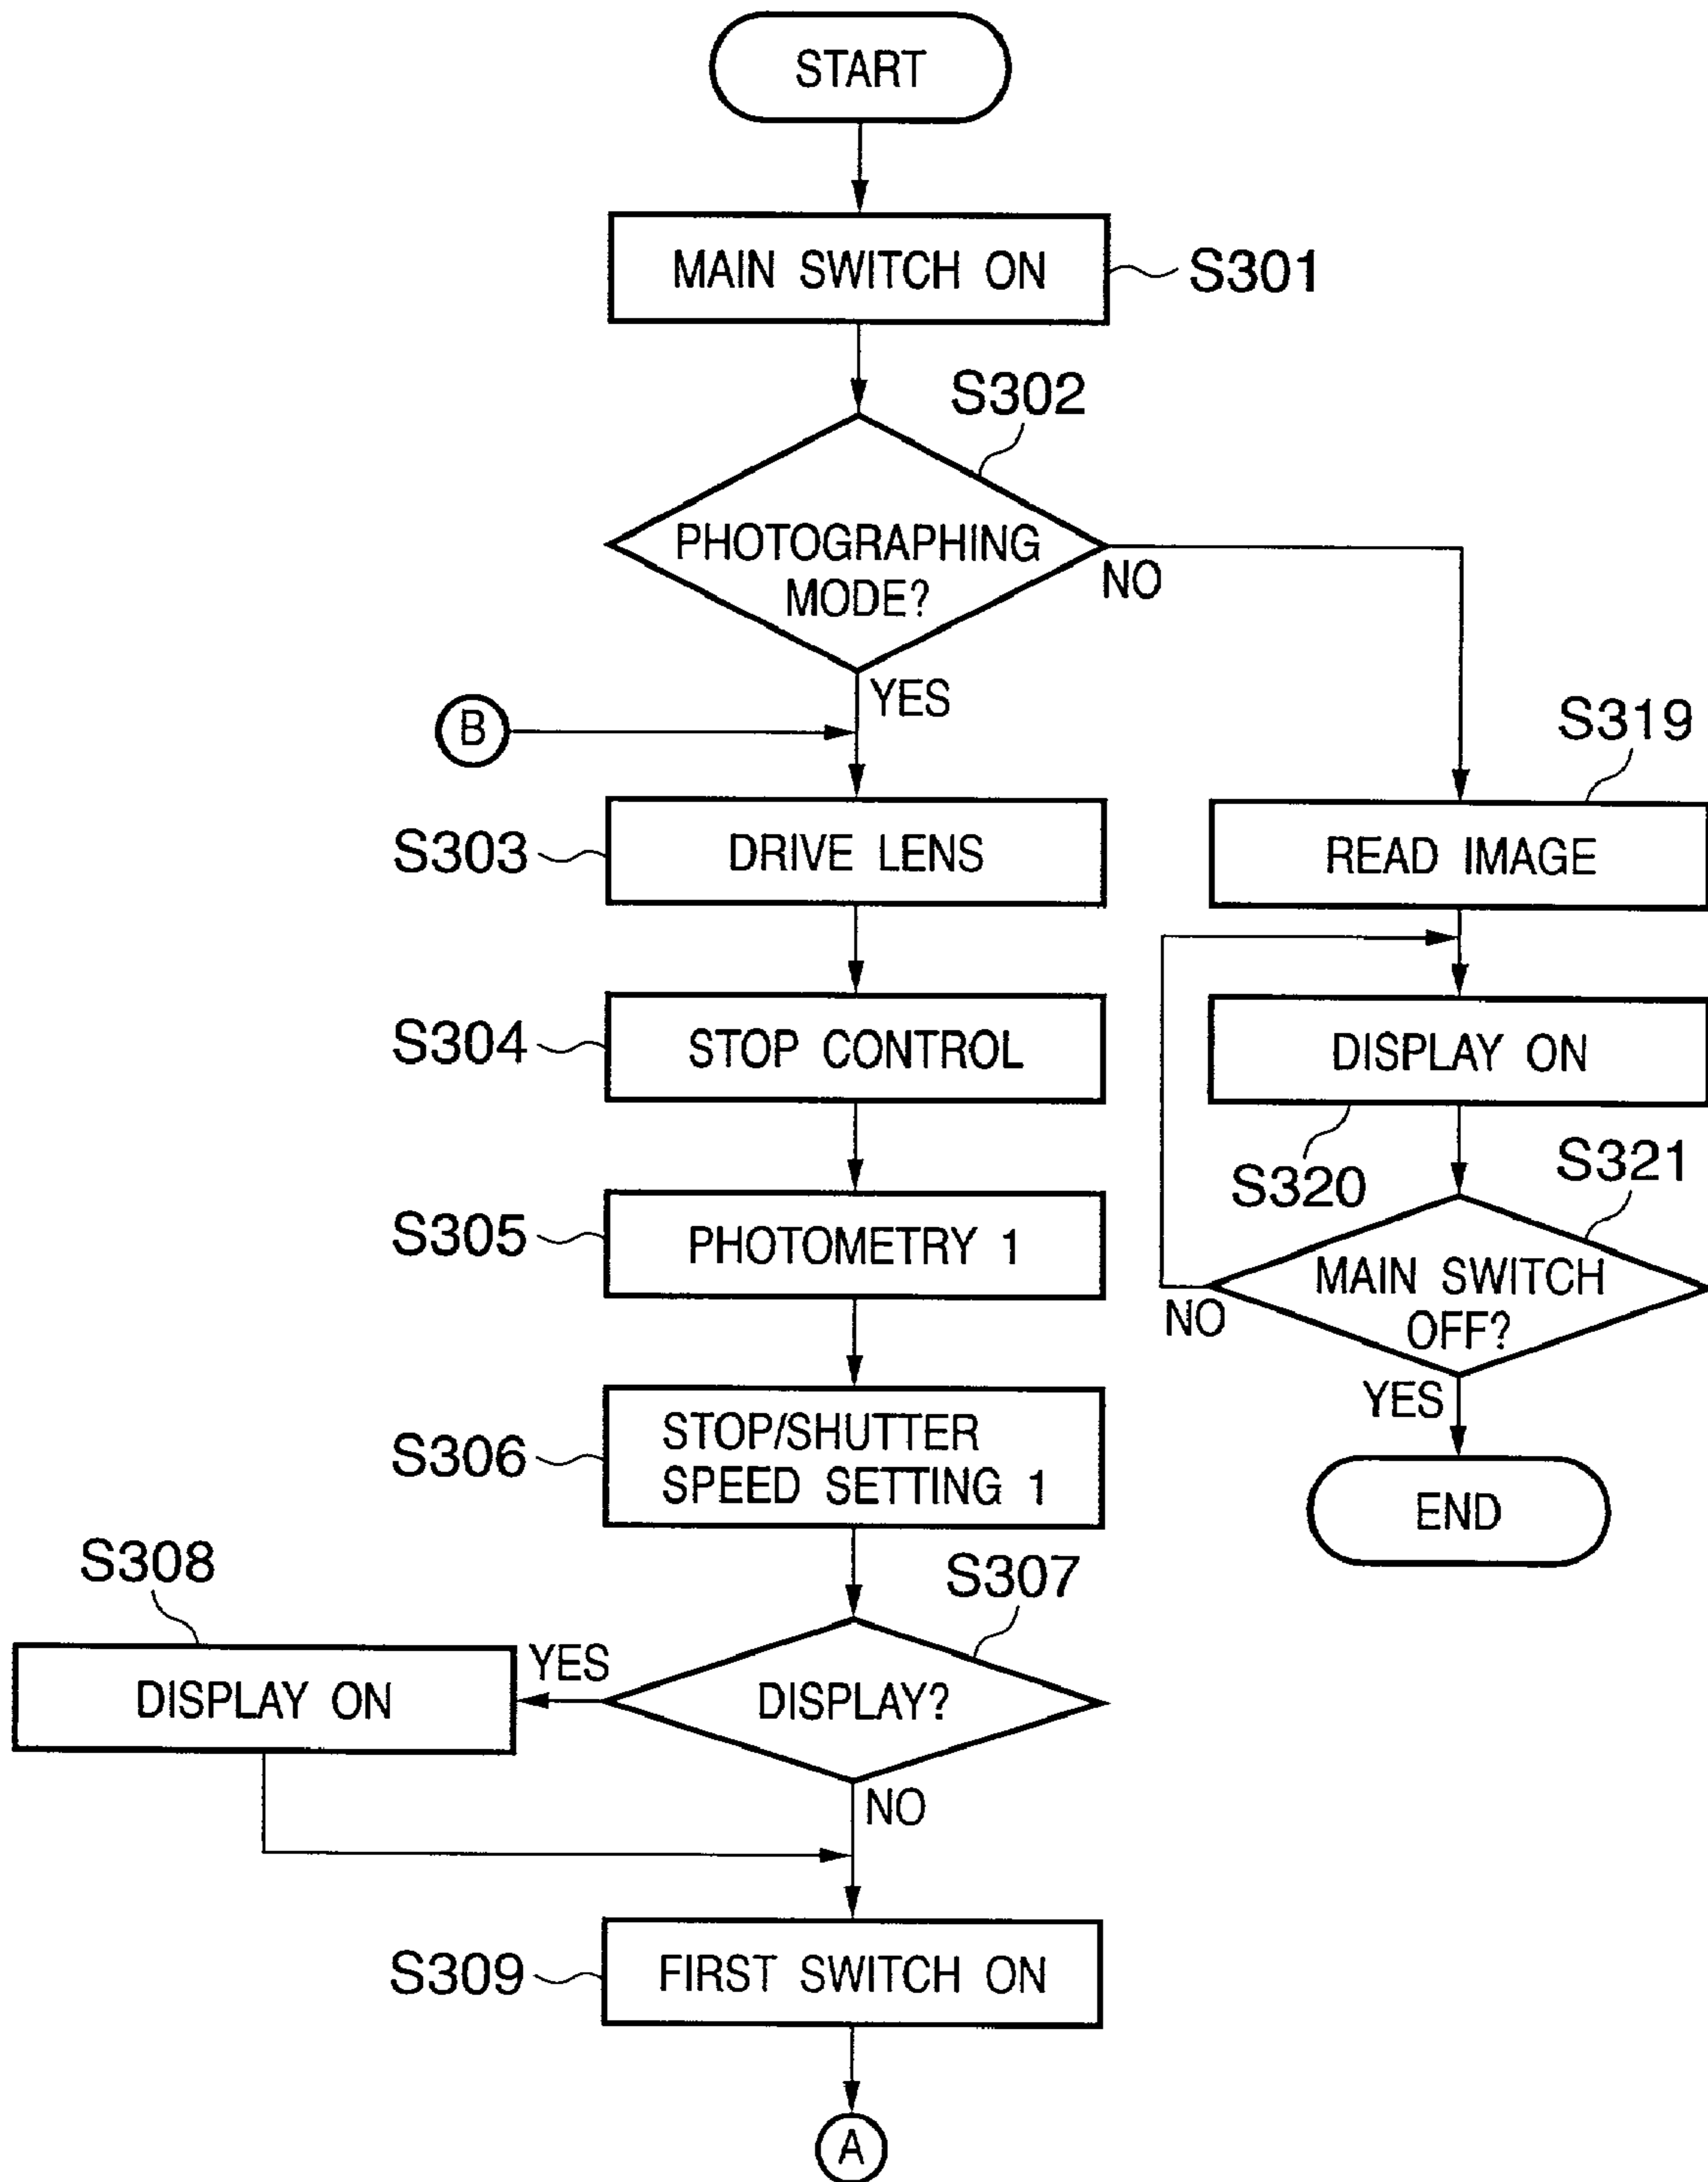 START
MAIN SWITCH ON
S301
S302
PHOTOGRAPHING
MODE?
NO
YES
B
S303
DRIVE LENS
S319
READ IMAGE
S304
STOP CONTROL
DISPLAY ON
S320
S305
PHOTOMETRY 1
S321
MAIN SWITCH
OFF?
NO
YES
END
S306
STOP/SHUTTER
SPEED SETTING 1
S307
DISPLAY?
YES
S308
DISPLAY ON
NO
S309
FIRST SWITCH ON
A